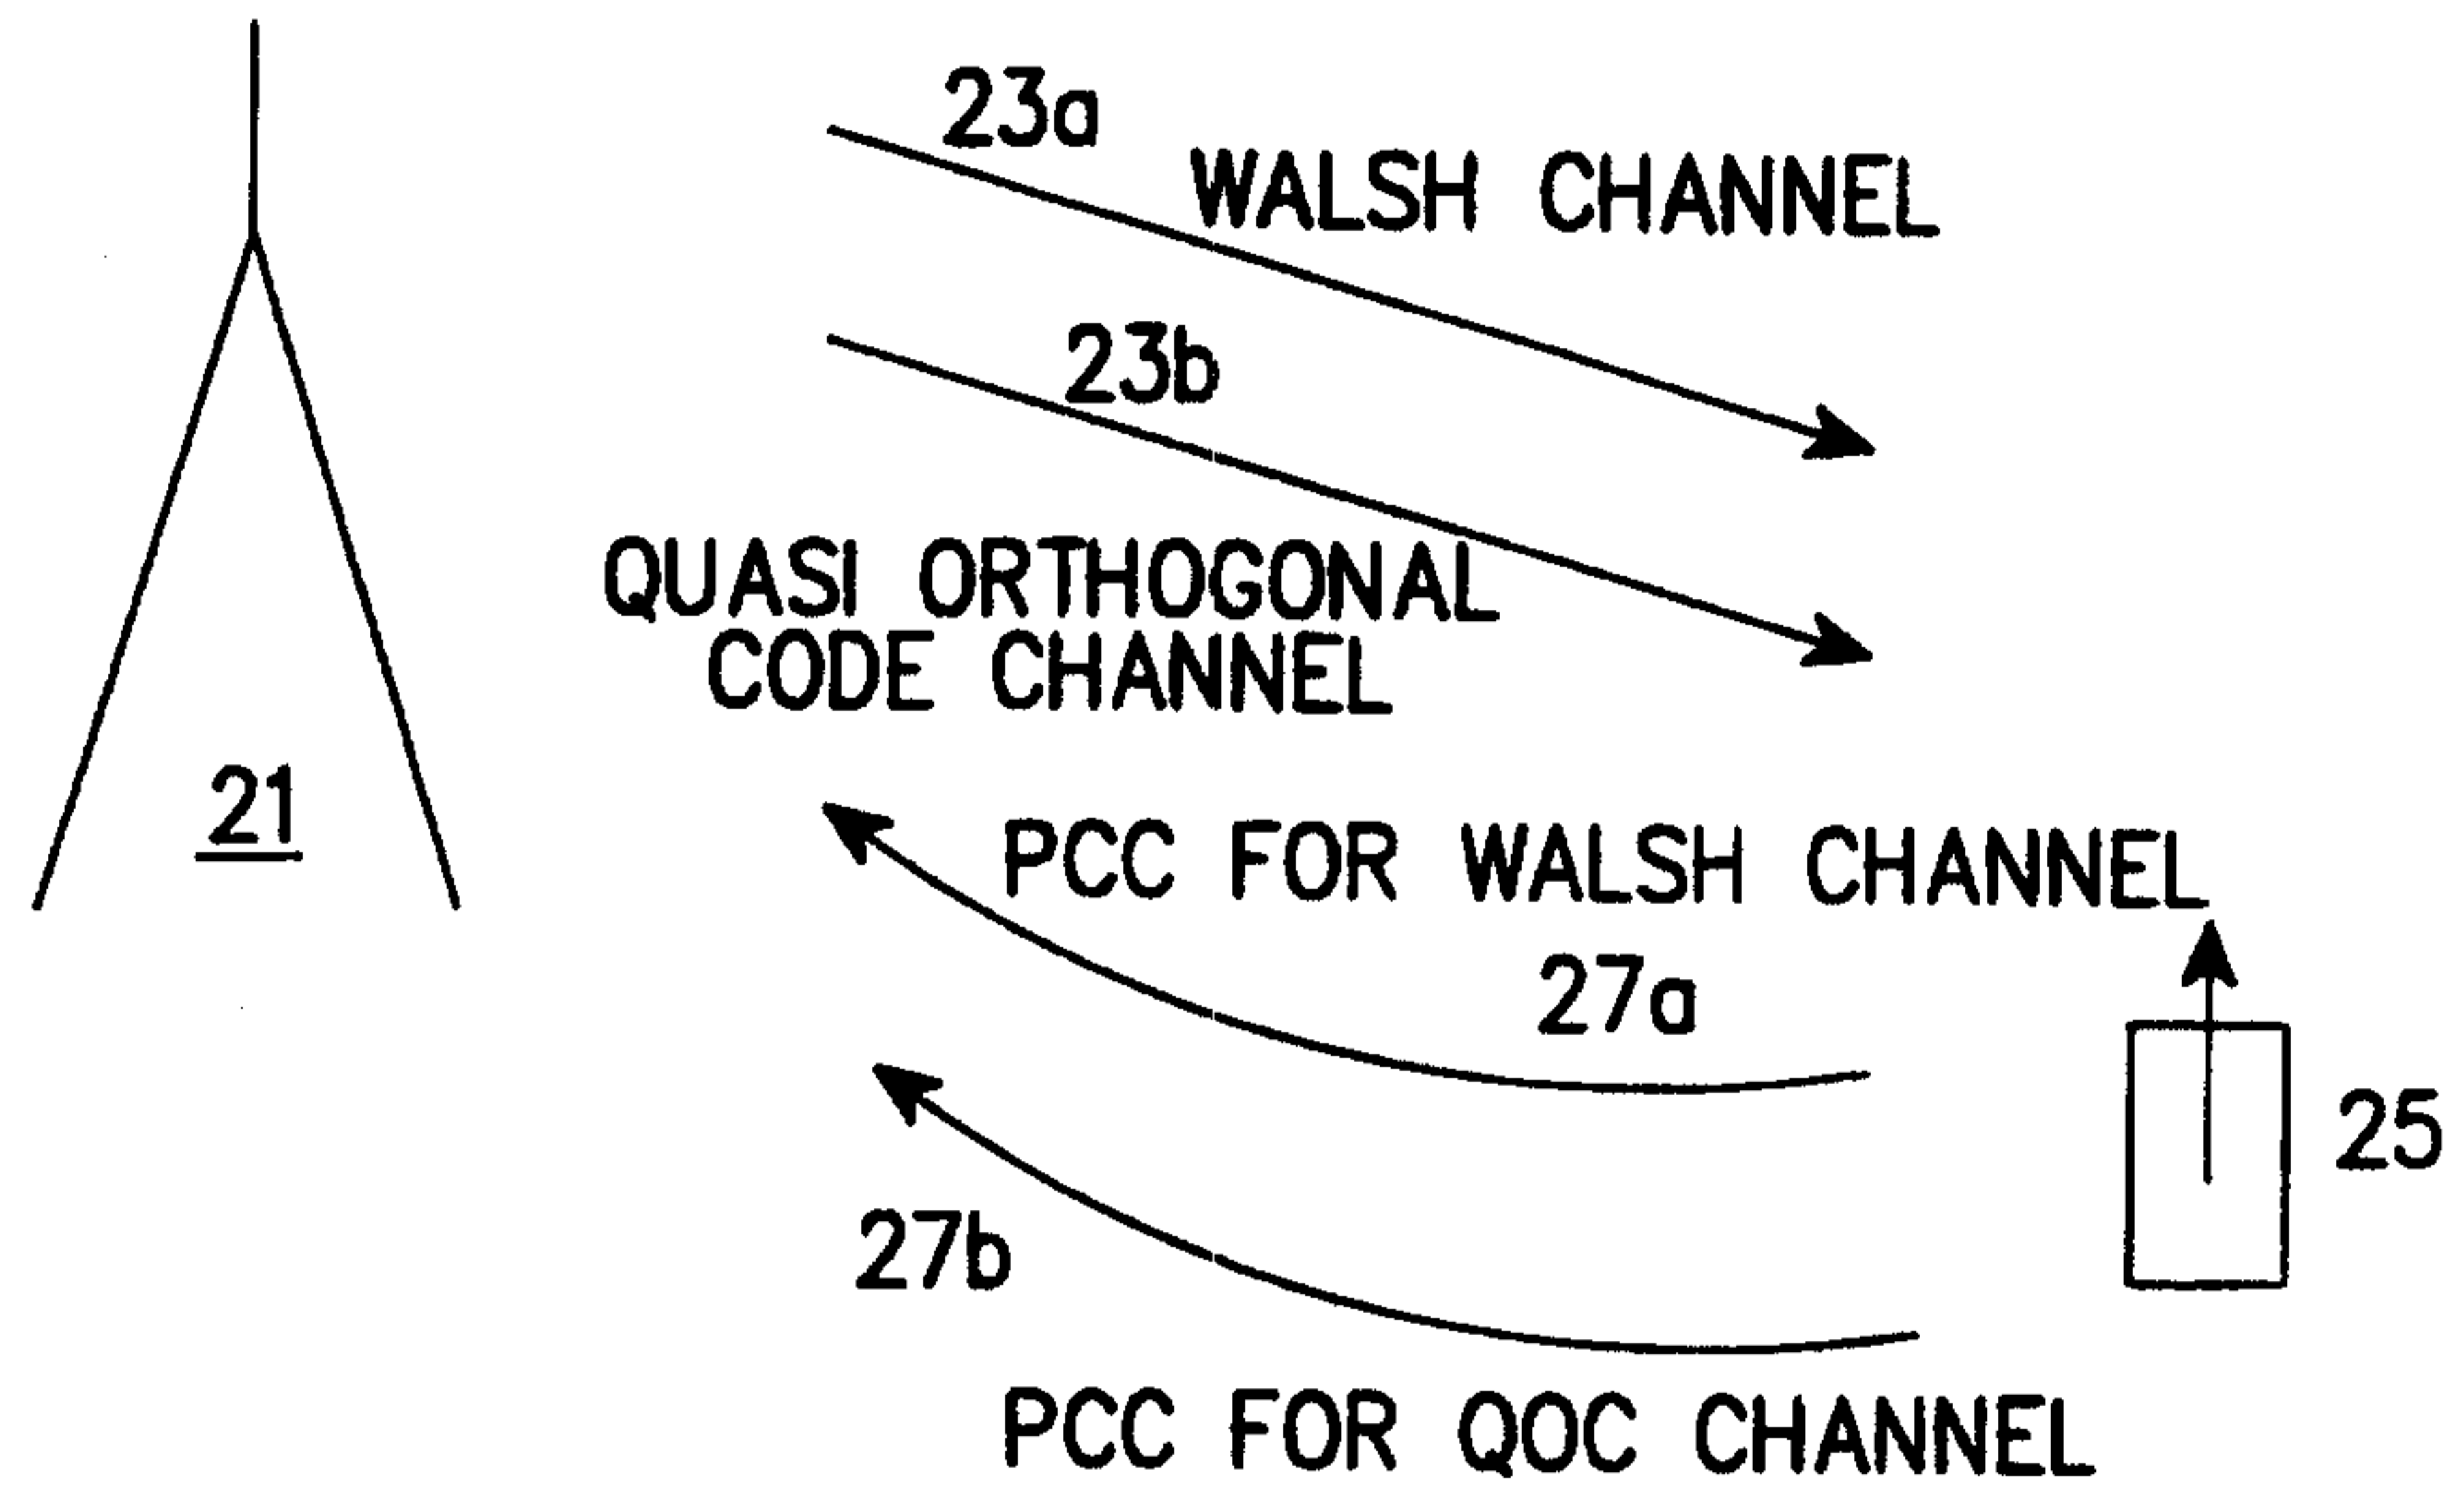 23a
WALSH CHANNEL
23b
QUASI ORTHOGONAL
CODE CHANNEL
21
PCC FOR WALSH CHANNEL
27a
25
27b
PCC FOR QOC CHANNEL